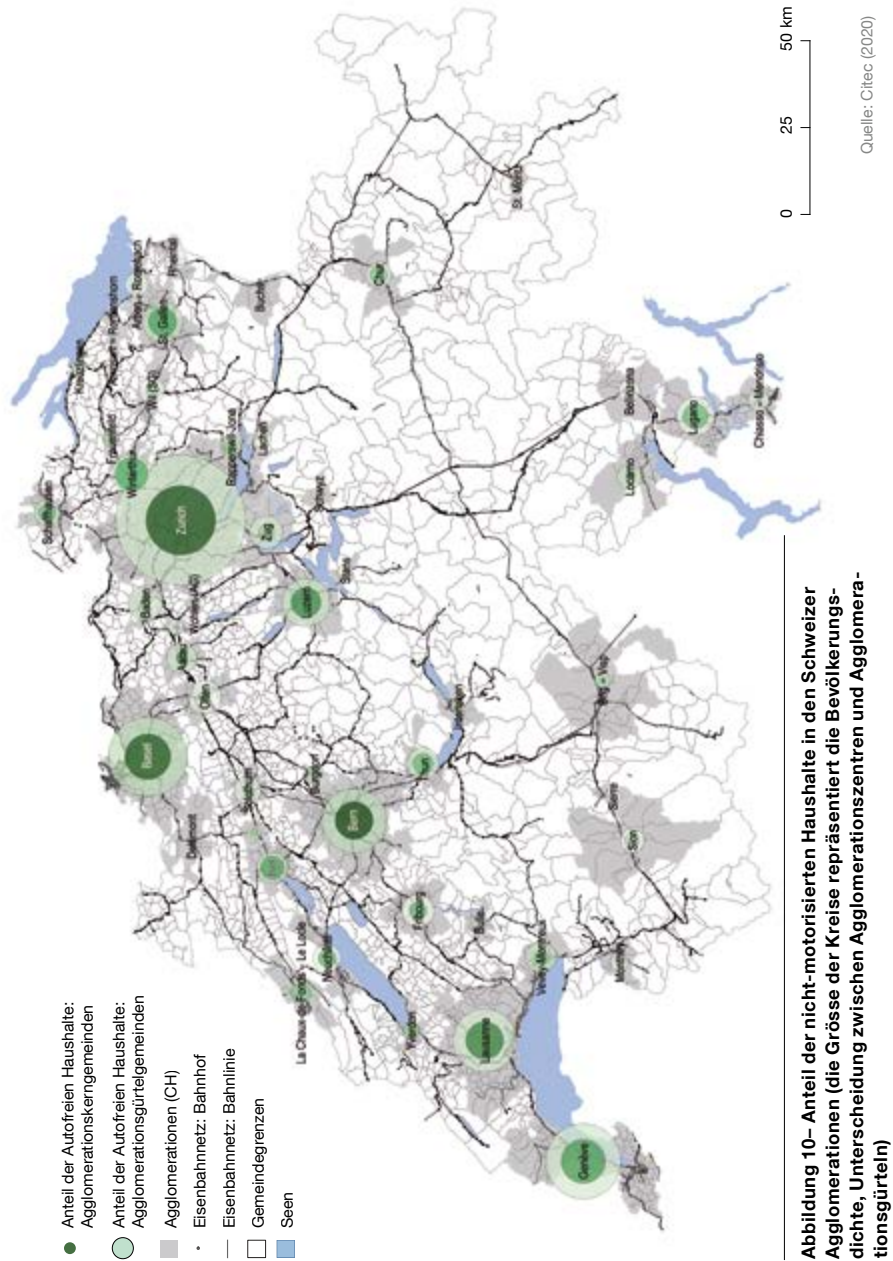 Anteil der Autofreien Haushalte:
Agglomerationskerngemeinden
Anteil der Autofreien Haushalte:
Agglomerationsgürtelgemeinden
Agglomerationen (CH)
Eisenbahnnetz: Bahnhof
Eisenbahnnetz: Bahnlinie
Gemeindegrenzen
Seen
Schaffhausen
Frauenfeld
Winterthur
Wil (SG)
St. Gallen
Rheintal
Buchs
Zürich
Rapperswil-Jona
Lachen
Baden
Wohlen (AG)
Aarau
Olten
Zug
Schwyz
Luzern
Stans
Basel
Delémont
Solothurn
Burgdorf
Bern
Thun
Interlaken
La Chaux-de-Fonds - Le Locle
Neuchâtel
Yverdon
Fribourg
Bulle
Lausanne
Vevey-Montreux
Monthey
Genève
Sion
Sierre
Brig - Visp
Chur
St. Moritz
Bellinzona
Locarno
Lugano
Chiasso - Mendrisio
0 25 50 km
Abbildung 10– Anteil der nicht-motorisierten Haushalte in den Schweizer
Agglomerationen (die Grösse der Kreise repräsentiert die Bevölkerungs-
dichte, Unterscheidung zwischen Agglomerationszentren und Agglomera-
tionsgürteln)
Quelle: Citec (2020)